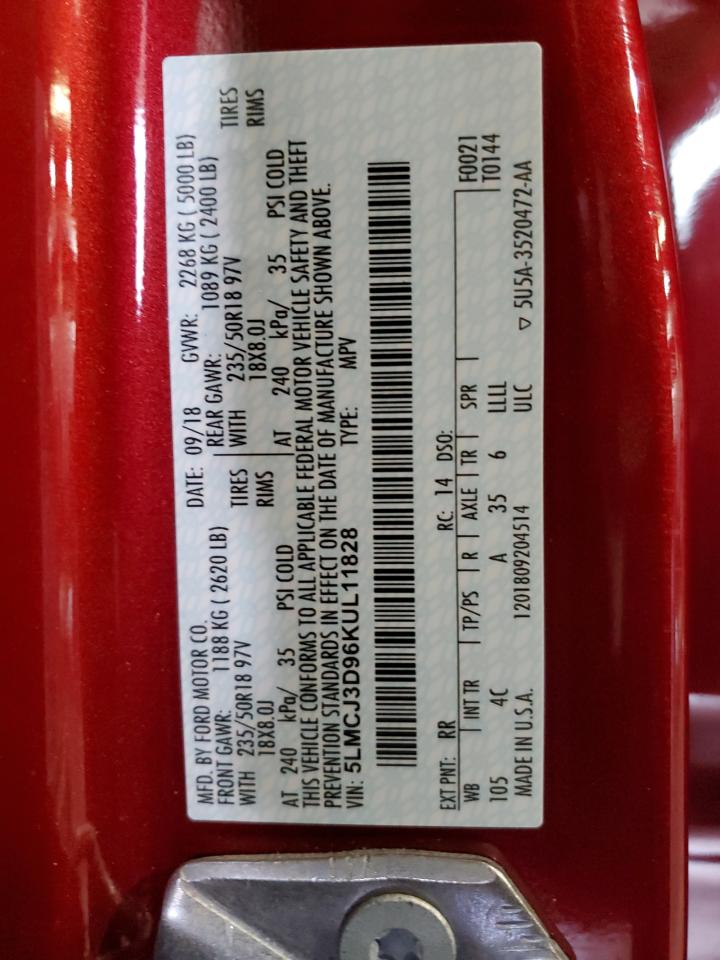 MFD. BY FORD MOTOR CO. DATE: 09/18 GVWR: 2268 KG ( 5000 LB)
FRONT GAWR: 1188 KG ( 2620 LB) REAR GAWR: 1089 KG ( 2400 LB)
WITH 235/50R18 97V TIRES WITH 235/50R18 97V TIRES
18X8.0J RIMS 18X8.0J RIMS
AT 240 kPa/ 35 PSI COLD AT 240 kPa/ 35 PSI COLD
THIS VEHICLE CONFORMS TO ALL APPLICABLE FEDERAL MOTOR VEHICLE SAFETY AND THEFT
PREVENTION STANDARDS IN EFFECT ON THE DATE OF MANUFACTURE SHOWN ABOVE.
VIN: 5LMCJ3D96KUL11828 TYPE: MPV
EXT PNT: RR RC: 14 DSO: F0021
WB INT TR TP/PS R AXLE TR SPR T0144
105 4C A 35 6 LLLL
MADE IN U.S.A. 1201809204514 ULC ▽ 5U5A-3520472-AA